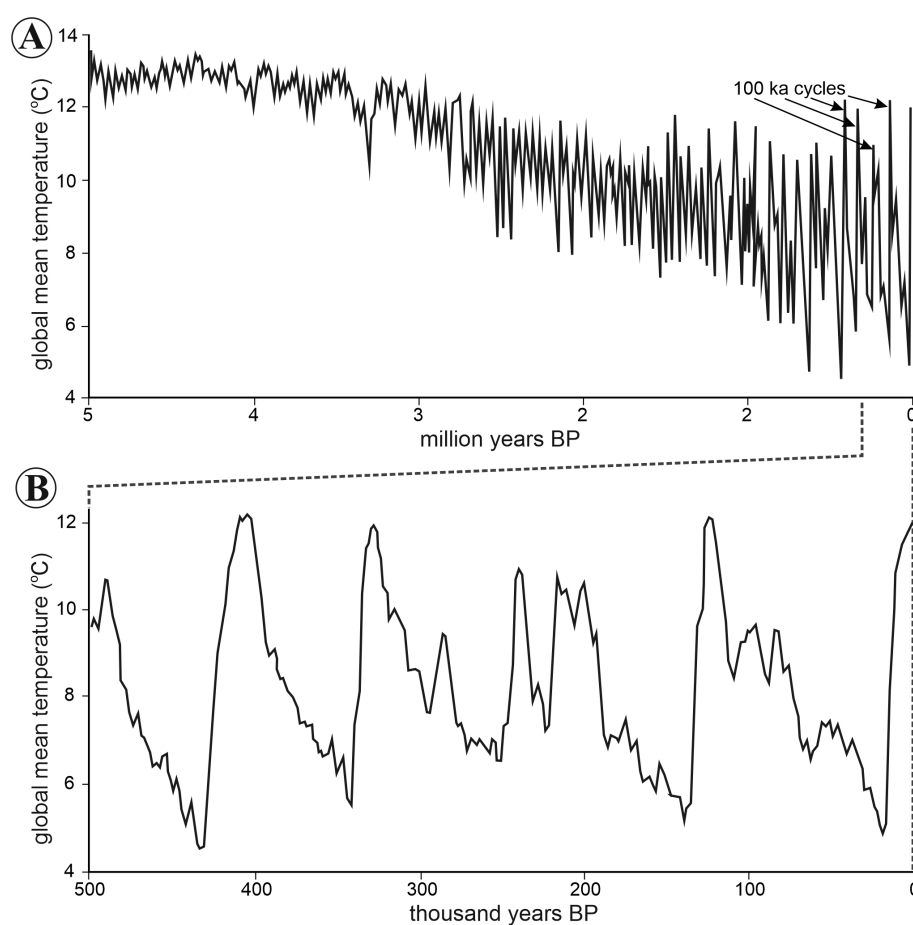 A
14
12
10
8
6
4
global mean temperature (°C)
100 ka cycles
5 4 3 2 2 0
million years BP
B
12
10
8
6
4
global mean temperature (°C)
500 400 300 200 100 0
thousand years BP